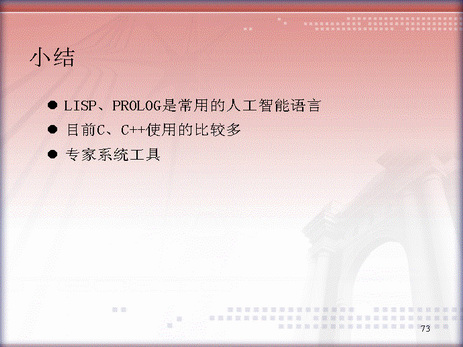 小结
● LISP、PROLOG是常用的人工智能语言
● 目前C、C++使用的比较多
● 专家系统工具
73